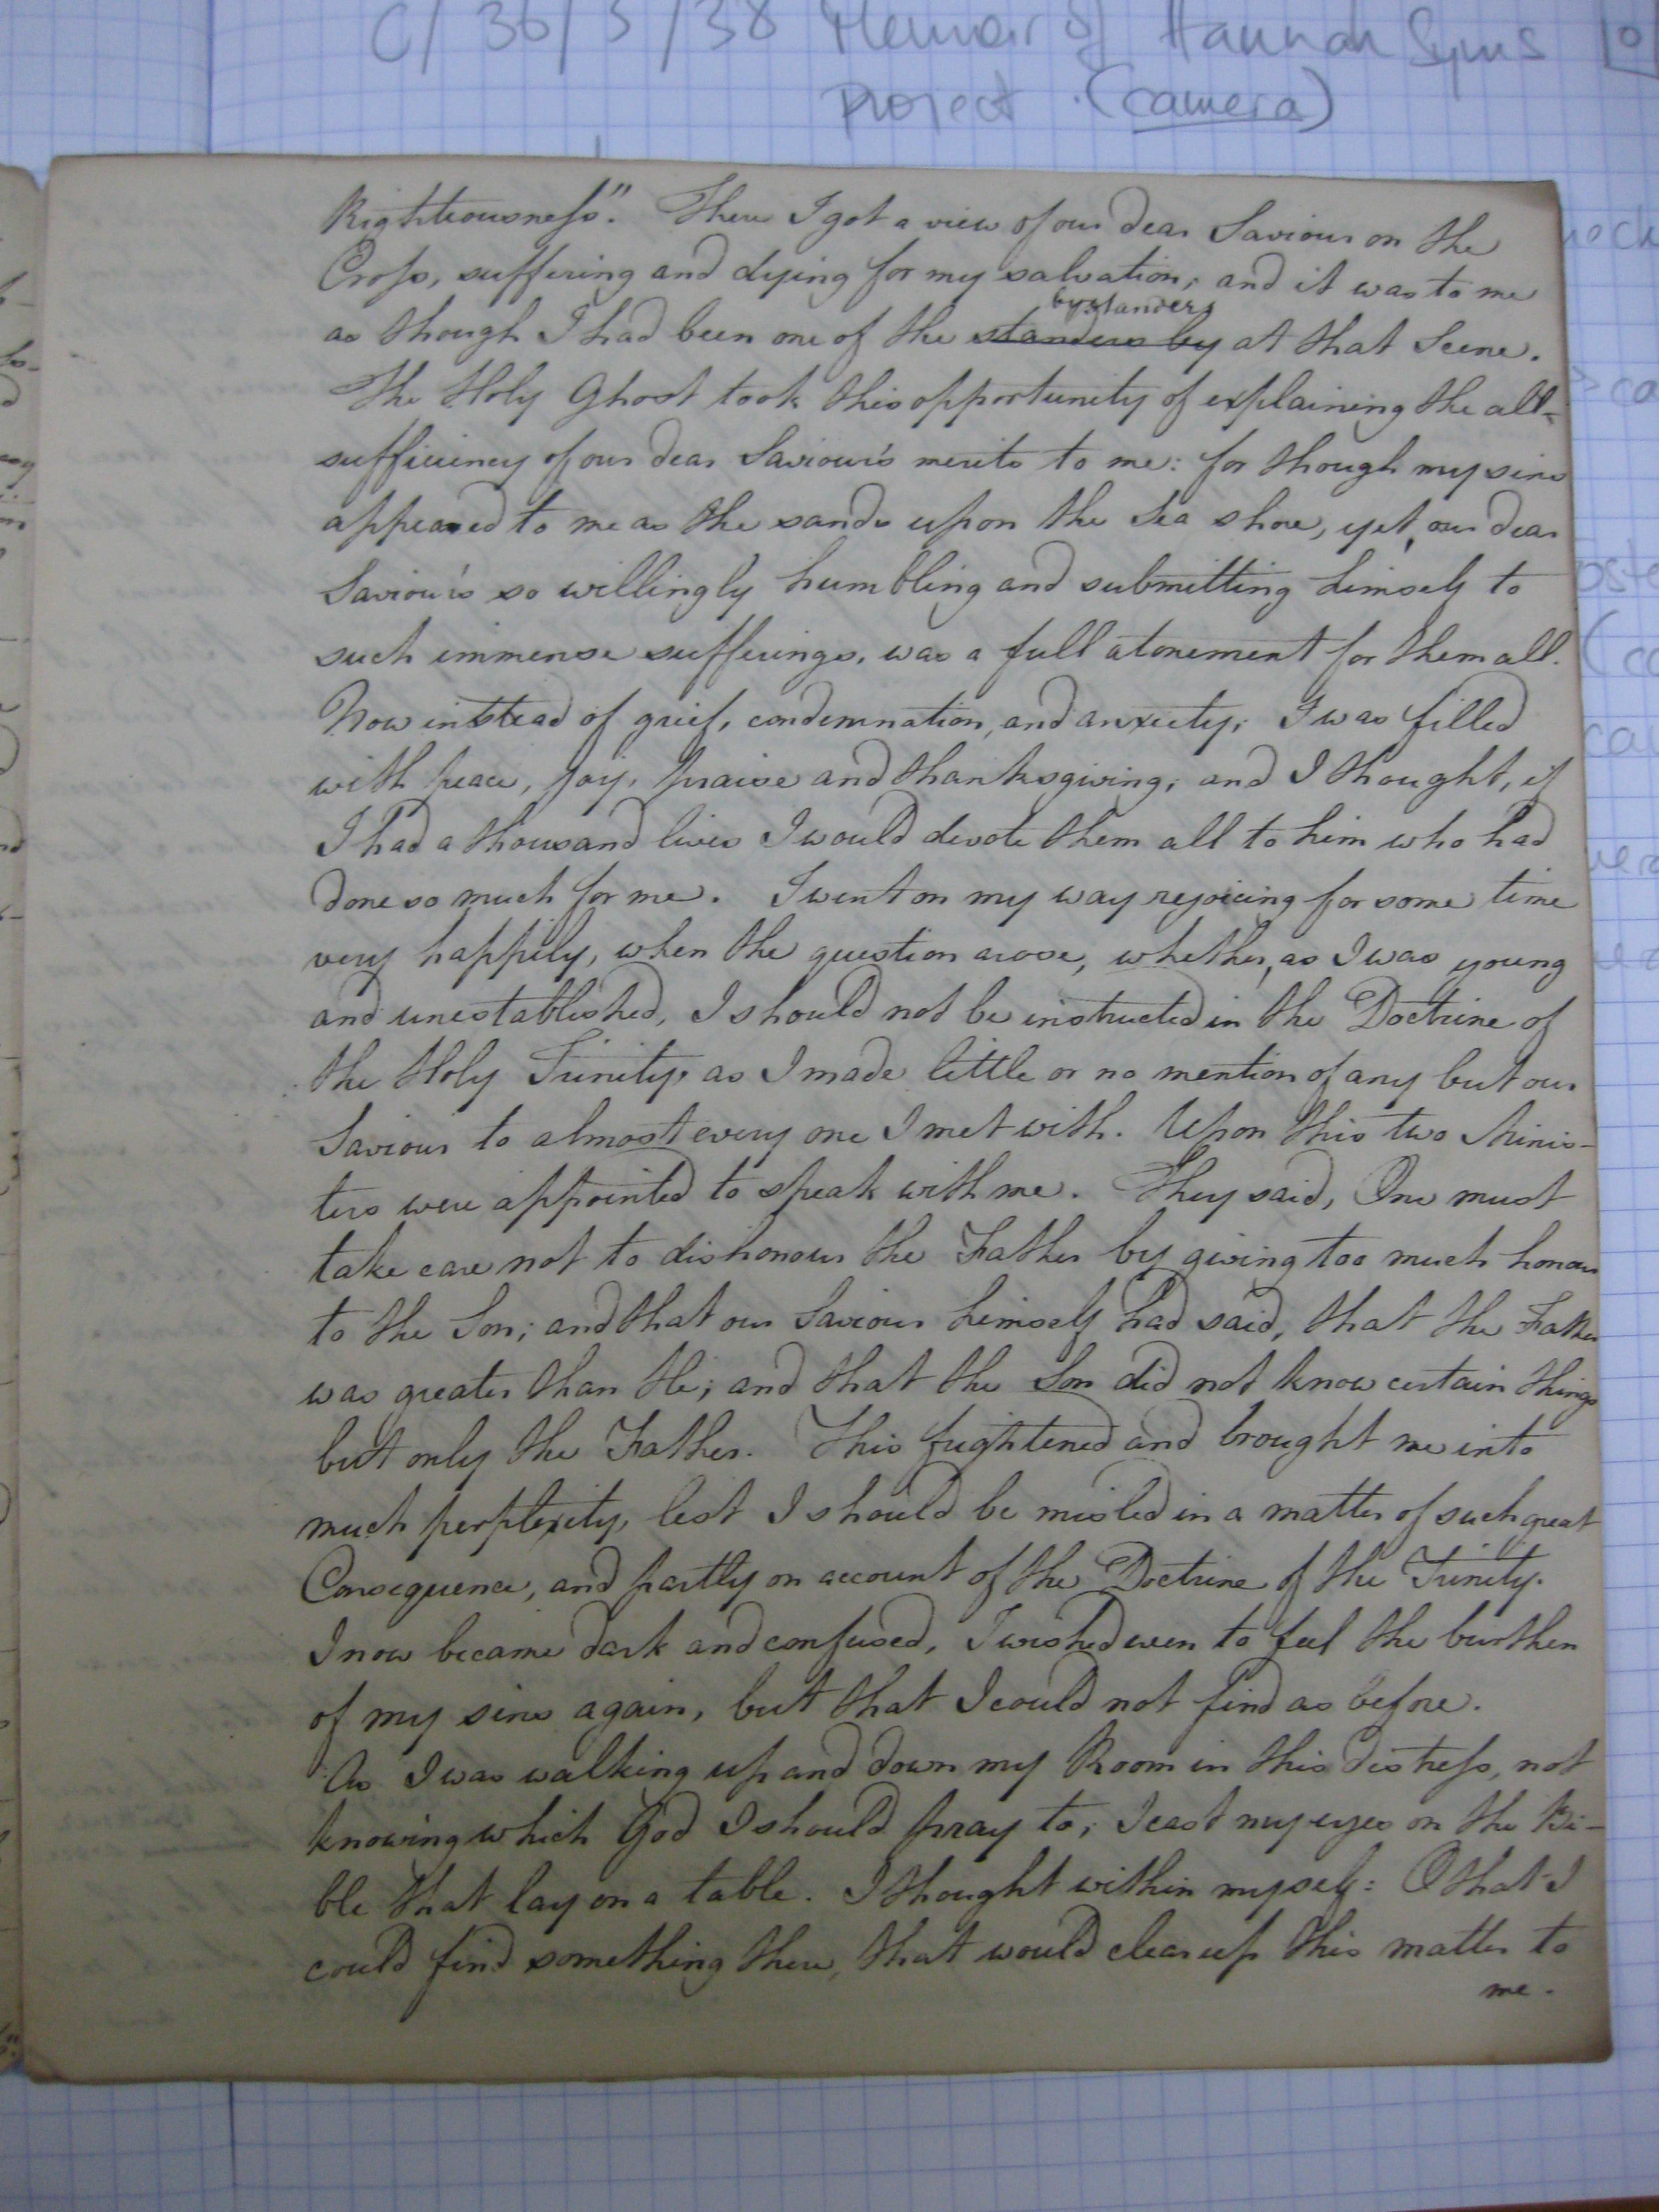 C/36/5/38 Memoir of Hannah Syms
Project (camera)
Righteousness". There I got a view of our dear Saviour on the
Cross, suffering and dying for my salvation; and it was to me
bystanders
as though I had been one of the standers by at that Scene.
The Holy Ghost took this opportunity of explaining the all-
sufficiency of our dear Saviour's merits to me: for though my sins
appeared to me as the sands upon the Sea shore, yet, our dear
Saviour's so willingly humbling and submitting himself to
such immense sufferings, was a full atonement for them all.
Now instead of grief, condemnation, and anxiety; I was filled
with peace, joy, praise and thanksgiving; and I thought, if
I had a thousand lives I would devote them all to him who had
done so much for me. I went on my way rejoicing for some time
very happily, when the question arose, whether, as I was young
and unestablished, I should not be instructed in the Doctrine of
the Holy Trinity, as I made little or no mention of any but our
Saviour to almost every one I met with. Upon this two Minis-
ters were appointed to speak with me. They said, One must
take care not to dishonour the Father by giving too much honour
to the Son; and that our Saviour himself had said, that the Father
was greater than He; and that the Son did not know certain things
but only the Father. This frightened and brought me into
much perplexity, lest I should be misled in a matter of such great
Consequence, and partly on account of the Doctrine of the Trinity.
I now became dark and confused, I wished even to feel the burthen
of my sins again, but that I could not find as before.
As I was walking up and down my Room in this distress, not
knowing which God I should pray to; I cast my eyes on the Bi-
ble that lay on a table. I thought within myself: O that I
could find something there, that would clear up this matter to
me.